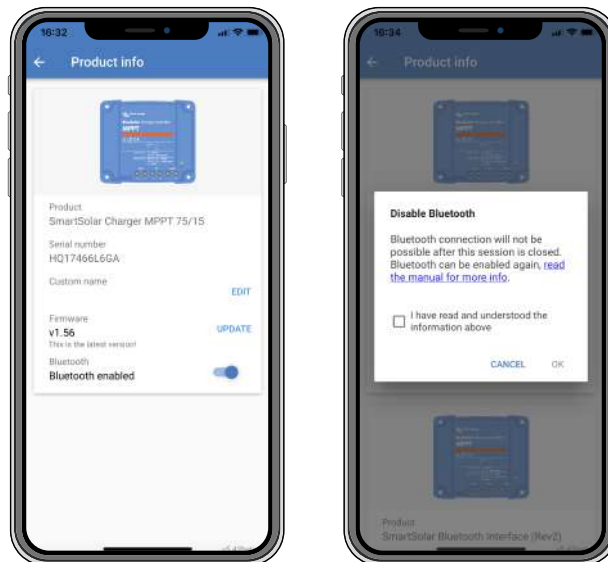 16:32
Product info
MPPT
Product
SmartSolar Charger MPPT 75/15
Serial number
HQ17466L6GA
Custom name
EDIT
Firmware
v1.56
UPDATE
This is the latest version!
Bluetooth
Bluetooth enabled
16:34
Product info
Disable Bluetooth
Bluetooth connection will not be
possible after this session is closed.
Bluetooth can be enabled again, read
the manual for more info.
I have read and understood the
information above
CANCEL
OK
Product
SmartSolar Bluetooth Interface (Rev2)